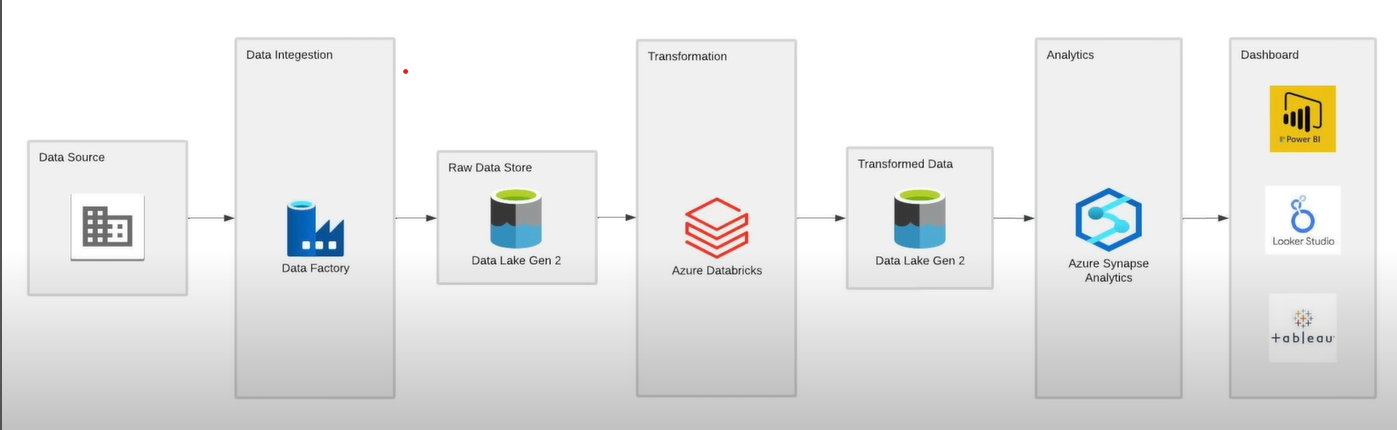 Data Source
Data Integestion
Data Factory
Raw Data Store
Data Lake Gen 2
Transformation
Azure Databricks
Transformed Data
Data Lake Gen 2
Analytics
Azure Synapse
Analytics
Dashboard
Power BI
Looker Studio
+ableau